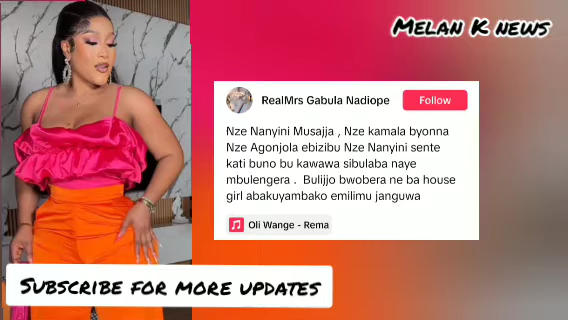 Melan K news
RealMrs Gabula Nadiope
Follow
Nze Nanyini Musajja , Nze kamala byonna
Nze Agonjola ebizibu Nze Nanyini sente
kati buno bu kawawa sibulaba naye
mbulengera . Bulijjo bwobera ne ba house
girl abakuyambako emilimu janguwa
Oli Wange - Rema
Subscribe for more updates